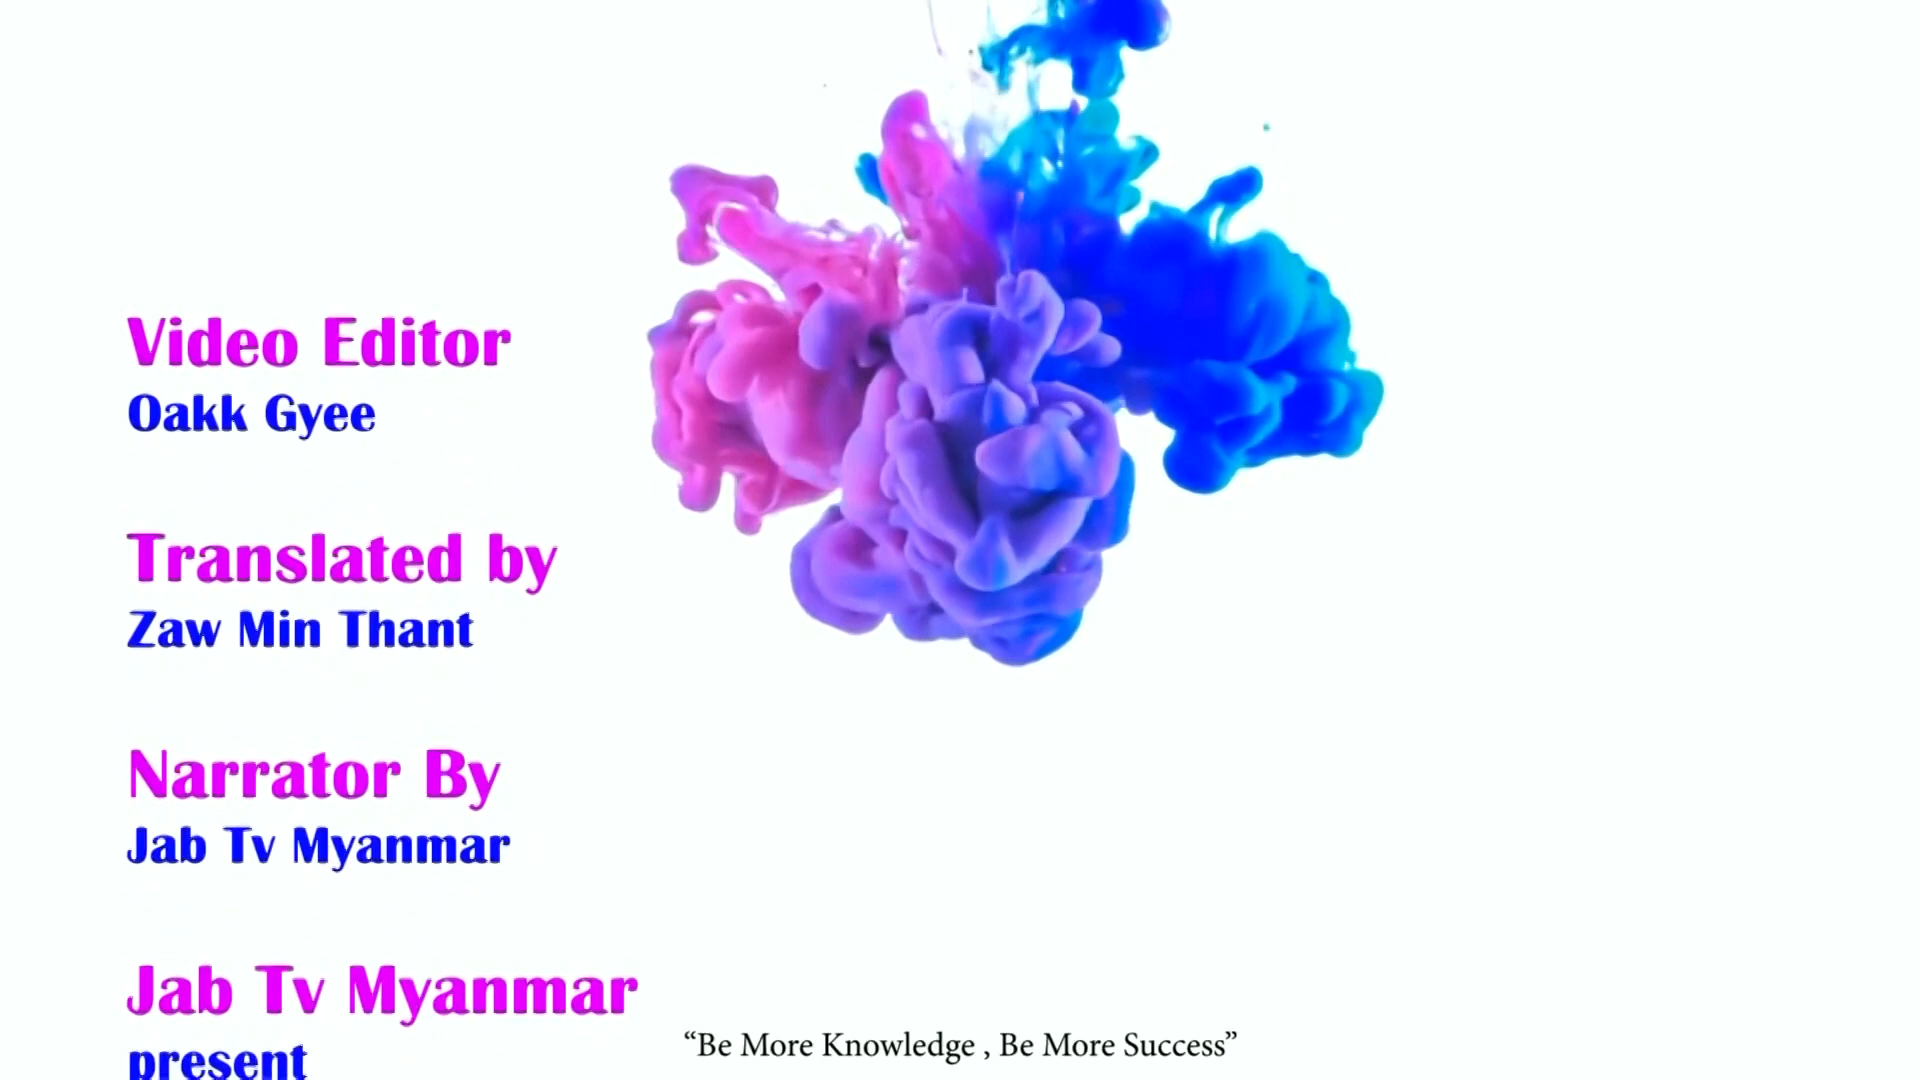 Video Editor
Oakk Gyee
Translated by
Zaw Min Thant
Narrator By
Jab Tv Myanmar
Jab Tv Myanmar
present
“Be More Knowledge , Be More Success”